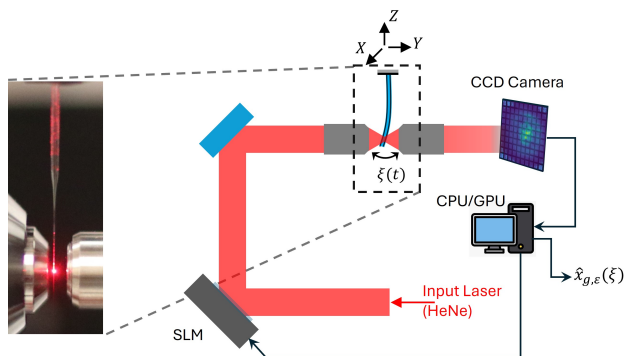 Z
X
Y
CCD Camera
ξ(t)
CPU/GPU
x̂g,ε(ξ)
Input Laser
(HeNe)
SLM